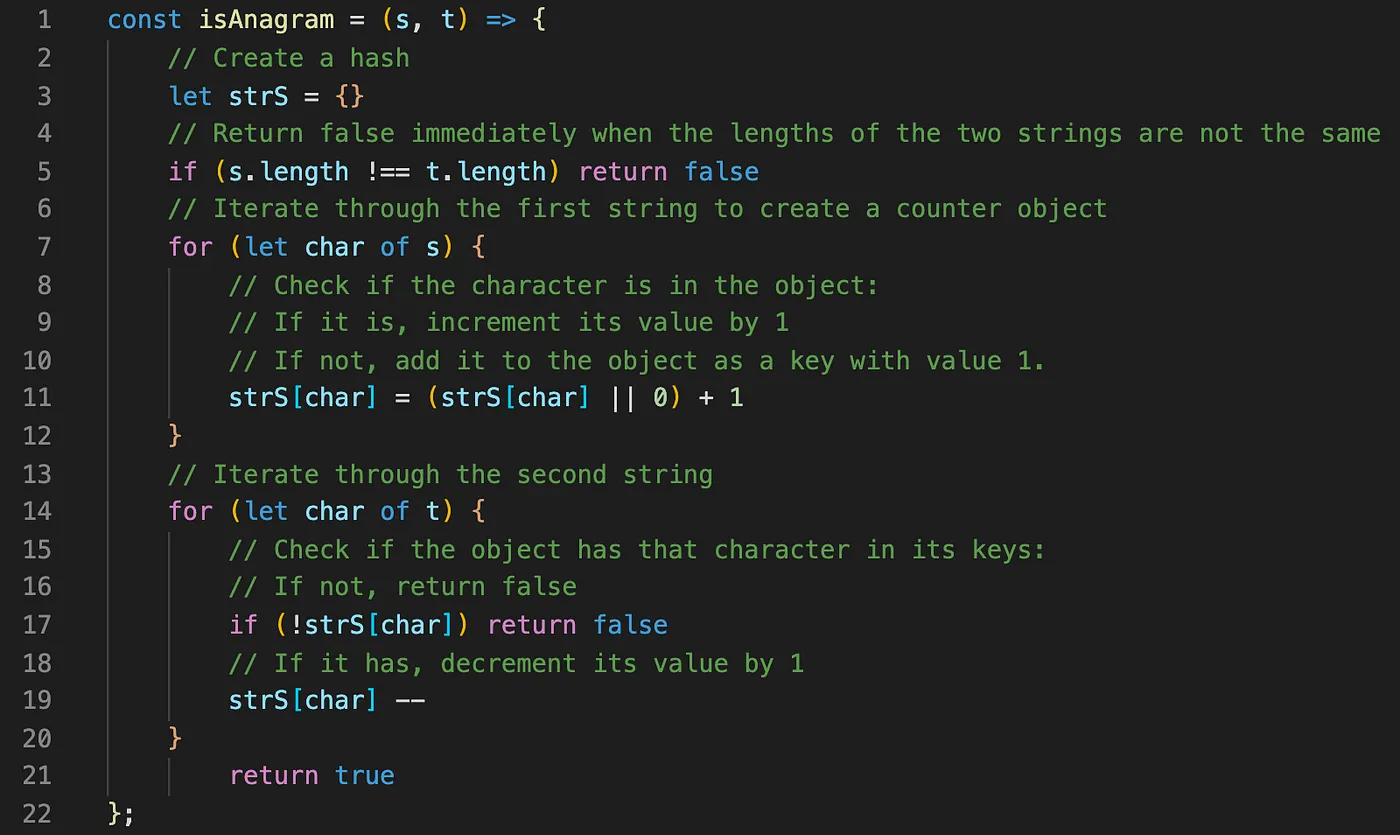 1 const isAnagram = (s, t) => {
2 // Create a hash
3 let strS = {}
4 // Return false immediately when the lengths of the two strings are not the same
5 if (s.length !== t.length) return false
6 // Iterate through the first string to create a counter object
7 for (let char of s) {
8 // Check if the character is in the object:
9 // If it is, increment its value by 1
10 // If not, add it to the object as a key with value 1.
11 strS[char] = (strS[char] || 0) + 1
12 }
13 // Iterate through the second string
14 for (let char of t) {
15 // Check if the object has that character in its keys:
16 // If not, return false
17 if (!strS[char]) return false
18 // If it has, decrement its value by 1
19 strS[char] --
20 }
21 return true
22 };